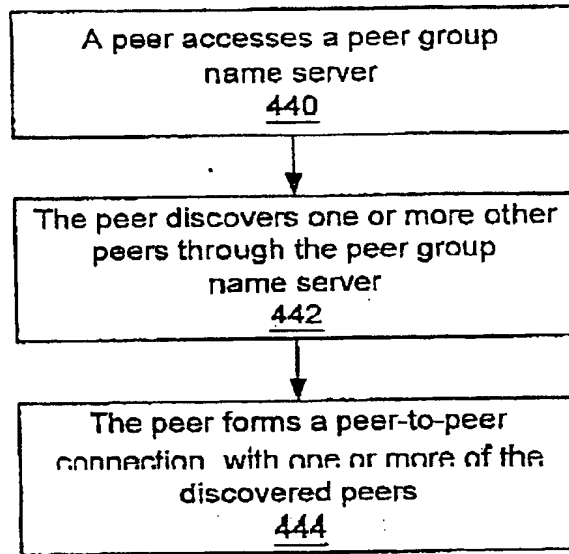 A peer accesses a peer group
name server
440
The peer discovers one or more other
peers through the peer group
name server
442
The peer forms a peer-to-peer
connection with one or more of the
discovered peers
444